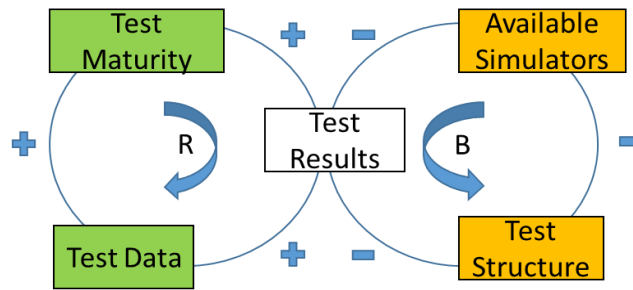 Test
Maturity
+
+
−
Available
Simulators
+
R
Test
Results
B
−
Test Data
+
−
Test
Structure